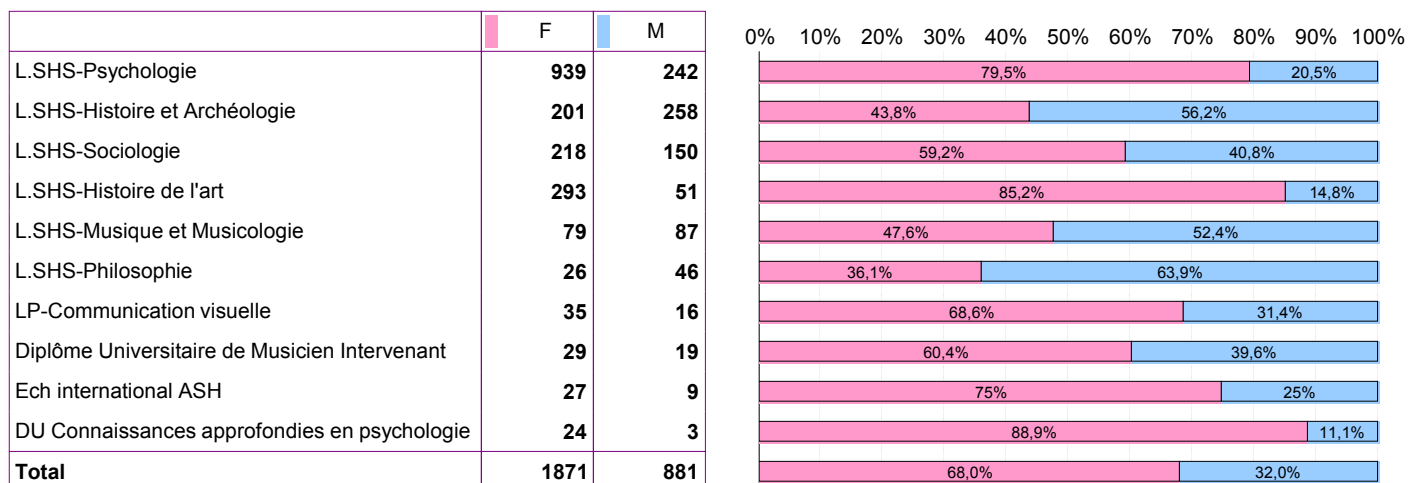 F M
0% 10% 20% 30% 40% 50% 60% 70% 80% 90% 100%
L.SHS-Psychologie 939 242 79,5% 20,5%
L.SHS-Histoire et Archéologie 201 258 43,8% 56,2%
L.SHS-Sociologie 218 150 59,2% 40,8%
L.SHS-Histoire de l'art 293 51 85,2% 14,8%
L.SHS-Musique et Musicologie 79 87 47,6% 52,4%
L.SHS-Philosophie 26 46 36,1% 63,9%
LP-Communication visuelle 35 16 68,6% 31,4%
Diplôme Universitaire de Musicien Intervenant 29 19 60,4% 39,6%
Ech international ASH 27 9 75% 25%
DU Connaissances approfondies en psychologie 24 3 88,9% 11,1%
Total 1871 881 68,0% 32,0%